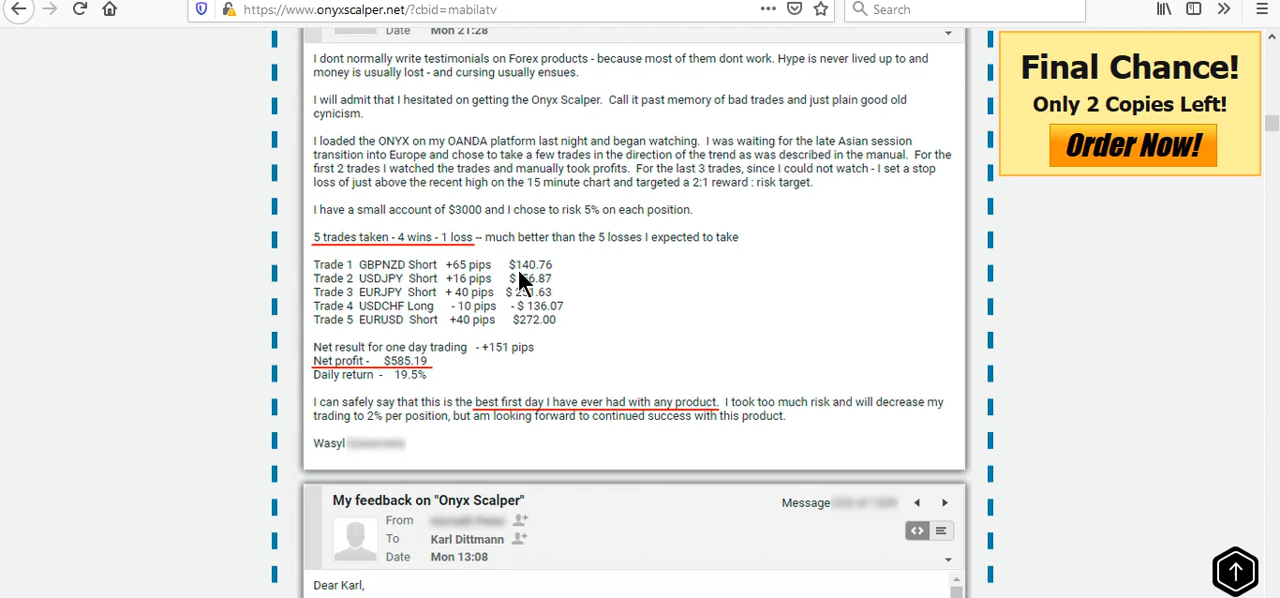 https://www.onyxscalper.net/?cbid=mabilatv
Search
Date Mon 21:28
I dont normally write testimonials on Forex products - because most of them dont work. Hype is never lived up to and
money is usually lost - and cursing usually ensues.
I will admit that I hesitated on getting the Onyx Scalper. Call it past memory of bad trades and just plain good old
cynicism.
I loaded the ONYX on my OANDA platform last night and began watching. I was waiting for the late Asian session
transition into Europe and chose to take a few trades in the direction of the trend as was described in the manual. For the
first 2 trades I watched the trades and manually took profits. For the last 3 trades, since I could not watch - I set a stop
loss of just above the recent high on the 15 minute chart and targeted a 2:1 reward : risk target.
I have a small account of $3000 and I chose to risk 5% on each position.
5 trades taken - 4 wins - 1 loss -- much better than the 5 losses I expected to take
Trade 1 GBPNZD Short +65 pips $140.76
Trade 2 USDJPY Short +16 pips
Trade 3 EURJPY Short + 40 pips
Trade 4 USDCHF Long - 10 pips - $ 136.07
Trade 5 EURUSD Short +40 pips $272.00
Net result for one day trading - +151 pips
Net profit - $585.19
Daily return - 19.5%
I can safely say that this is the best first day I have ever had with any product. I took too much risk and will decrease my
trading to 2% per position, but am looking forward to continued success with this product.
Wasyl
My feedback on "Onyx Scalper"
Message
From
To Karl Dittmann
Date Mon 13:08
Dear Karl,
Final Chance!
Only 2 Copies Left!
Order Now!